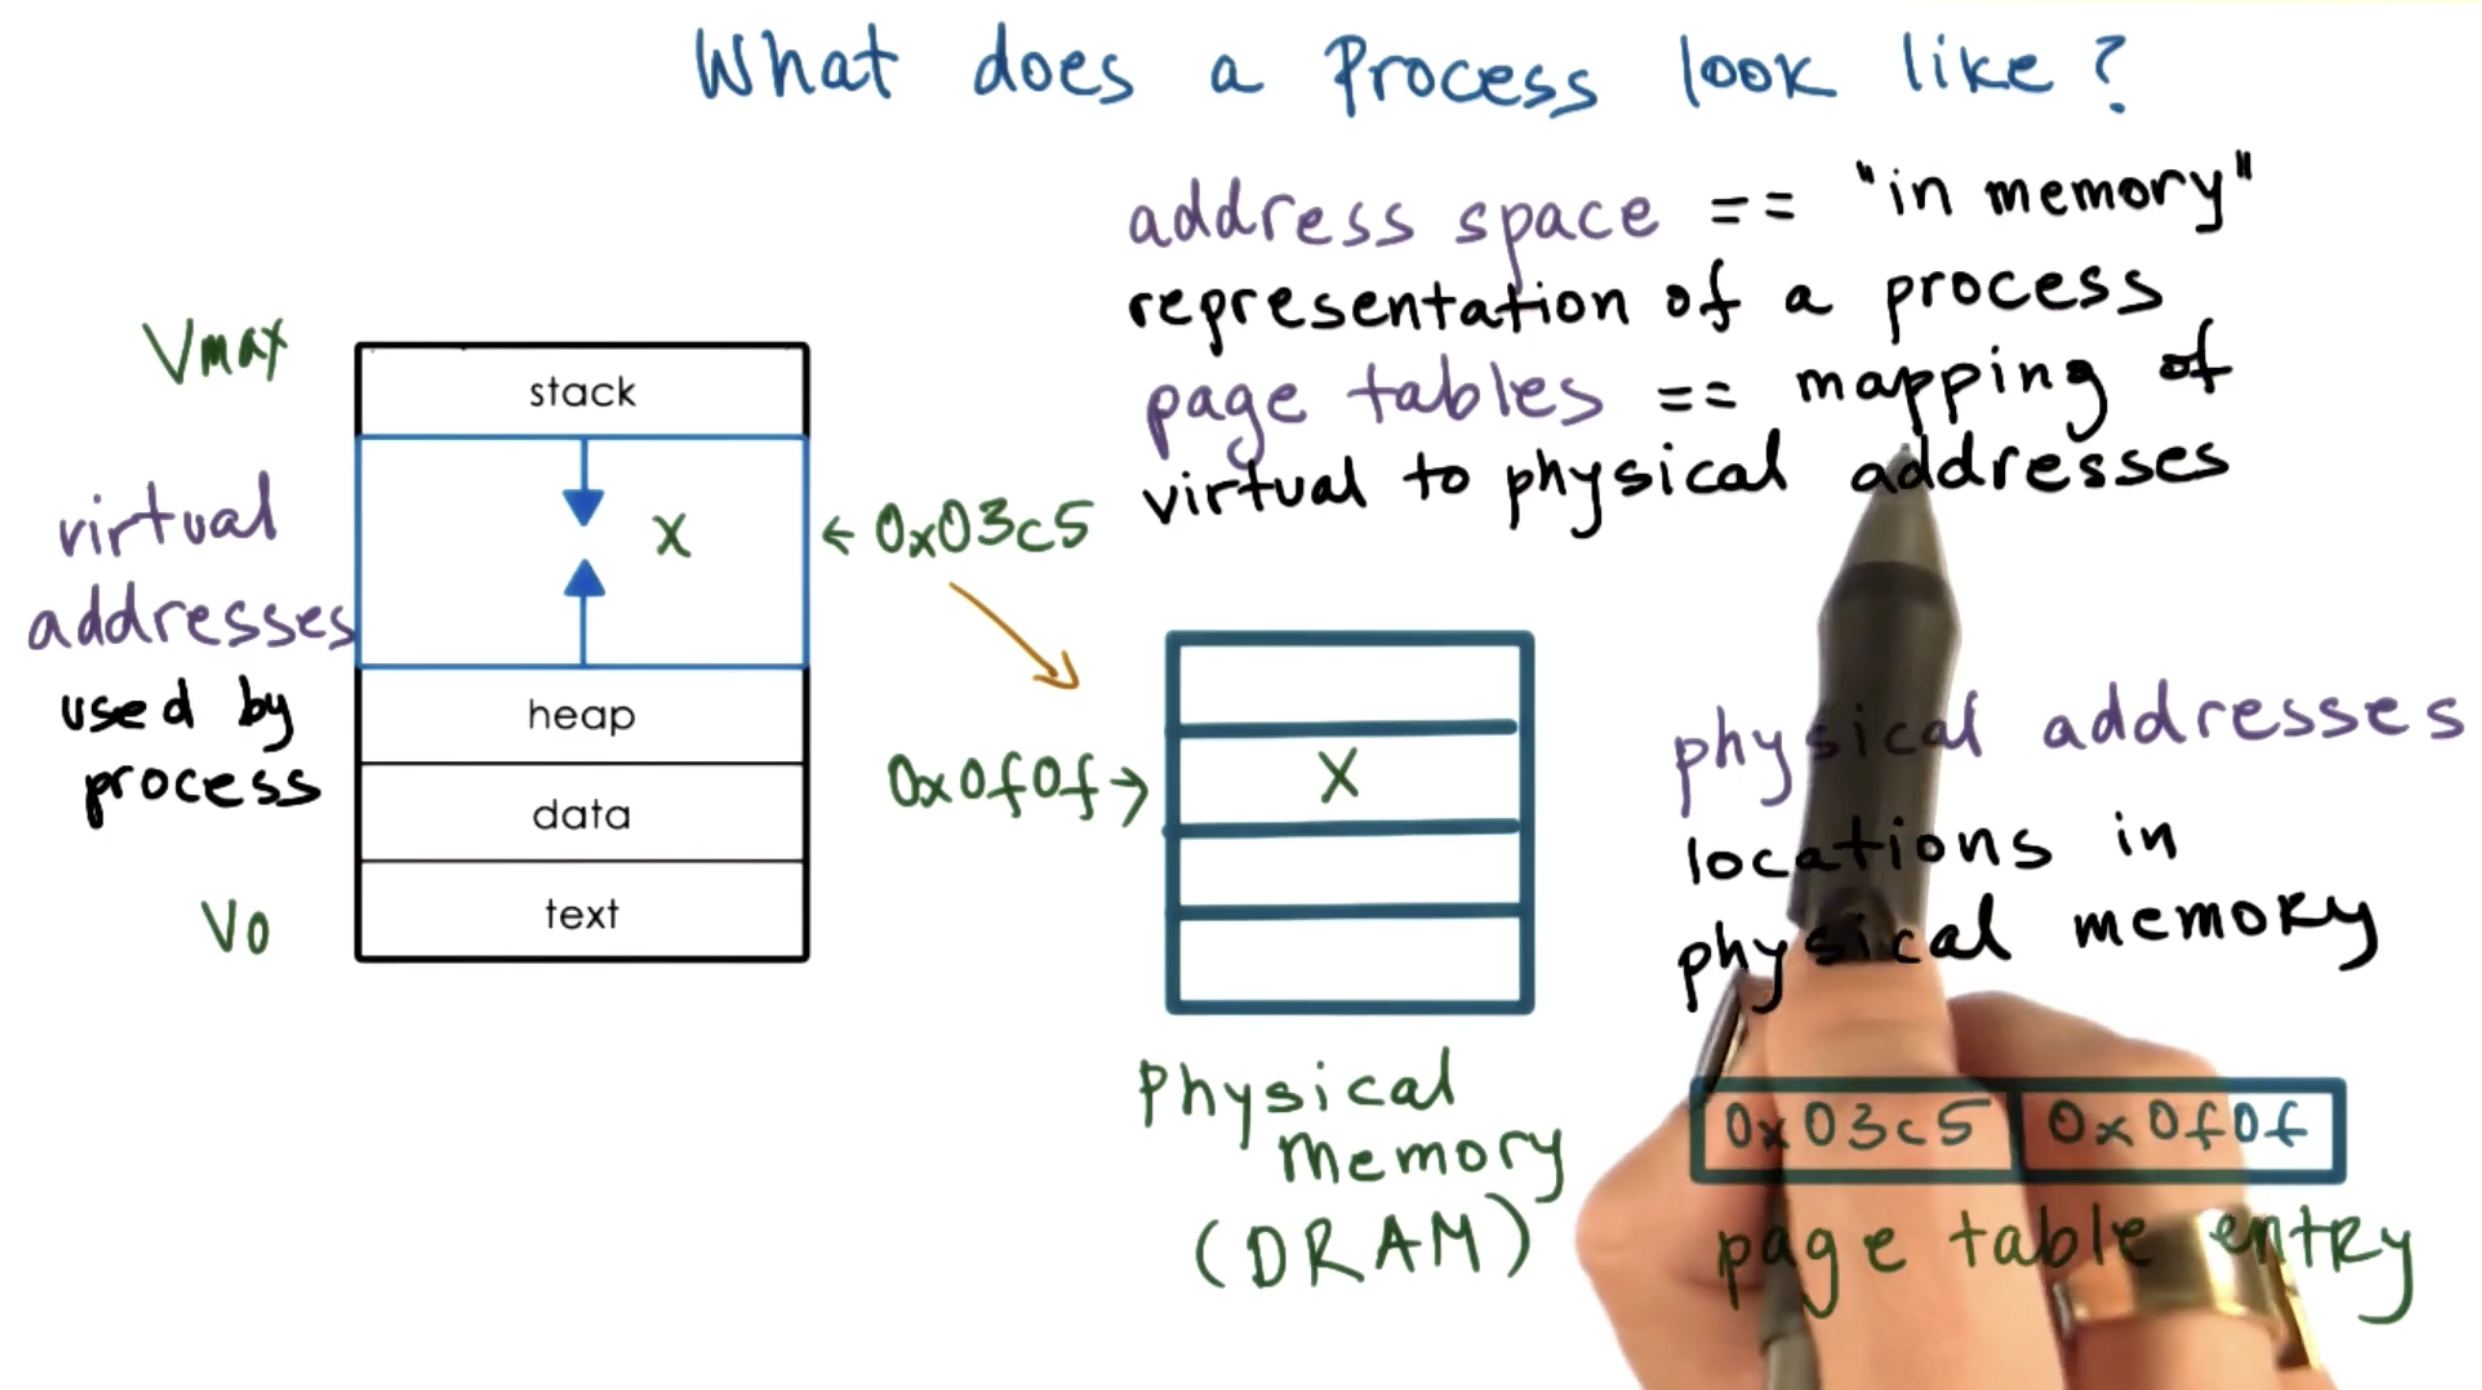 What does a Process look like?
address space == "in memory"
representation of a process
page tables == mapping of
virtual to physical addresses
Vmax
virtual
addresses
used by
process
V0
stack
X
heap
data
text
← 0x03c5
0x0f0f →
X
Physical
Memory
(DRAM)
physical addresses
locations in
physical memory
0x03c5 0x0f0f
page table entry